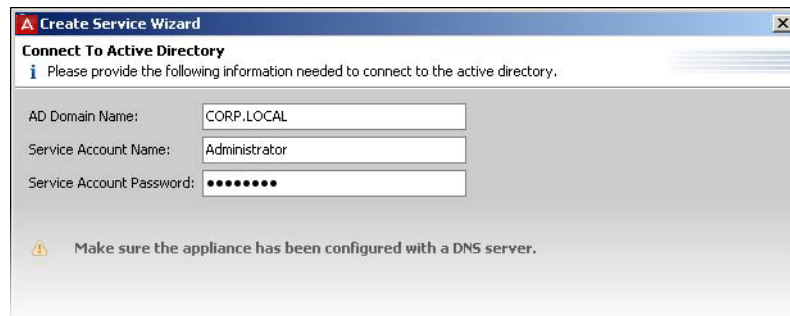 Create Service Wizard
Connect To Active Directory
Please provide the following information needed to connect to the active directory.
AD Domain Name: CORP.LOCAL
Service Account Name: Administrator
Service Account Password: ●●●●●●●●
Make sure the appliance has been configured with a DNS server.